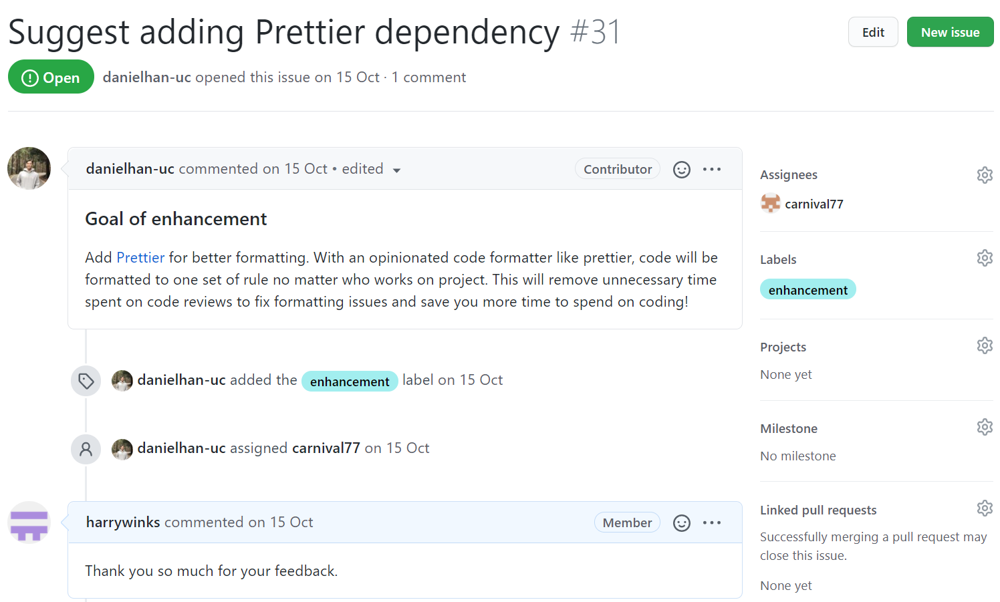 Suggest adding Prettier dependency #31
Edit
New issue
Open
danielhan-uc opened this issue on 15 Oct · 1 comment
danielhan-uc commented on 15 Oct • edited
Contributor
Goal of enhancement
Add Prettier for better formatting. With an opinionated code formatter like prettier, code will be
formatted to one set of rule no matter who works on project. This will remove unnecessary time
spent on code reviews to fix formatting issues and save you more time to spend on coding!
danielhan-uc added the enhancement label on 15 Oct
danielhan-uc assigned carnival77 on 15 Oct
harrywinks commented on 15 Oct
Member
Thank you so much for your feedback.
Assignees
carnival77
Labels
enhancement
Projects
None yet
Milestone
No milestone
Linked pull requests
Successfully merging a pull request may
close this issue.
None yet